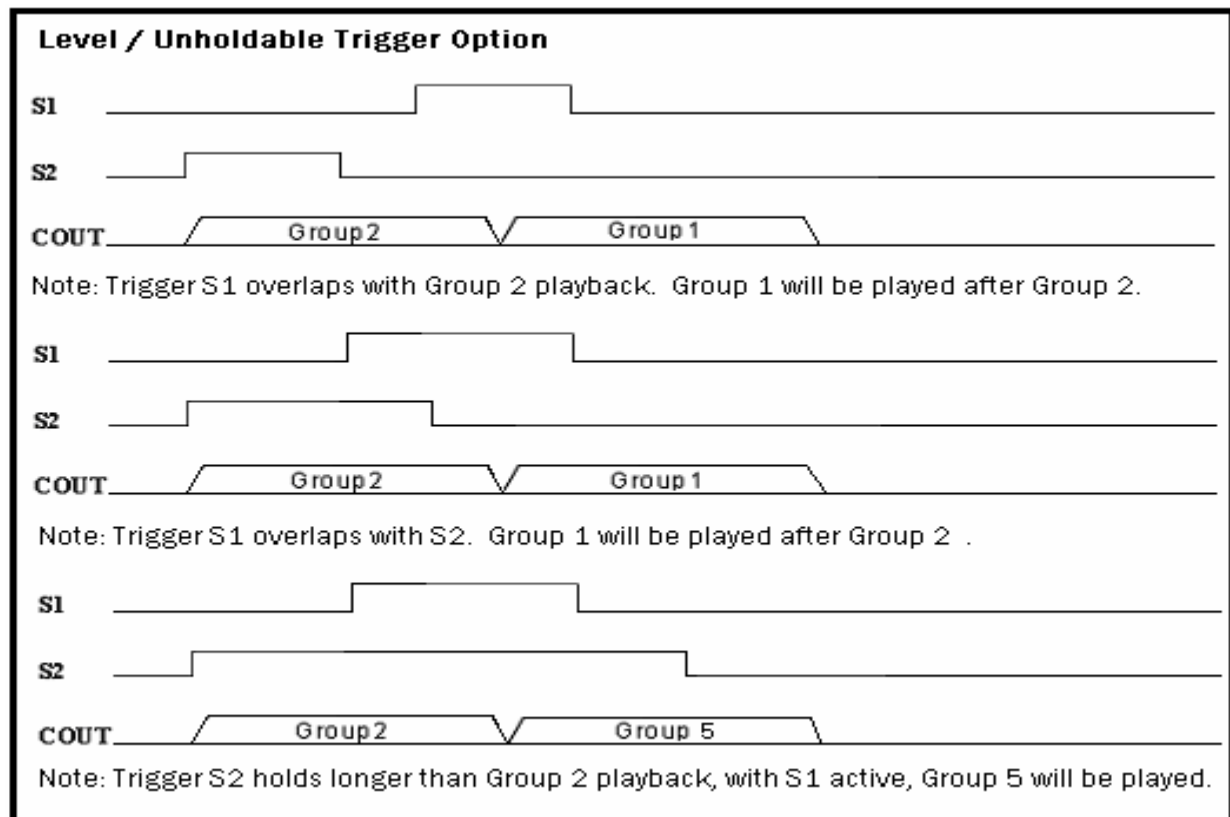 Level / Unholdable Trigger Option
S1
S2
COUT Group2 Group 1
Note: Trigger S1 overlaps with Group 2 playback. Group 1 will be played after Group 2.
S1
S2
COUT Group2 Group 1
Note: Trigger S1 overlaps with S2. Group 1 will be played after Group 2 .
S1
S2
COUT Group2 Group 5
Note: Trigger S2 holds longer than Group 2 playback, with S1 active, Group 5 will be played.